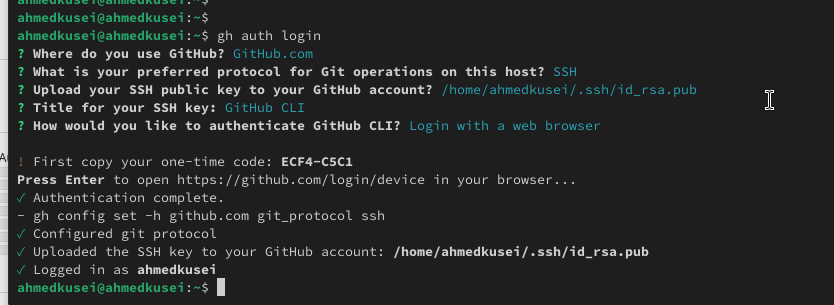 ahmedkusei@ahmedkusei:~$
ahmedkusei@ahmedkusei:~$
ahmedkusei@ahmedkusei:~$ gh auth login
? Where do you use GitHub? GitHub.com
? What is your preferred protocol for Git operations on this host? SSH
? Upload your SSH public key to your GitHub account? /home/ahmedkusei/.ssh/id_rsa.pub
? Title for your SSH key: GitHub CLI
? How would you like to authenticate GitHub CLI? Login with a web browser
! First copy your one-time code: ECF4-C5C1
Press Enter to open https://github.com/login/device in your browser...
✓ Authentication complete.
- gh config set -h github.com git_protocol ssh
✓ Configured git protocol
✓ Uploaded the SSH key to your GitHub account: /home/ahmedkusei/.ssh/id_rsa.pub
✓ Logged in as ahmedkusei
ahmedkusei@ahmedkusei:~$